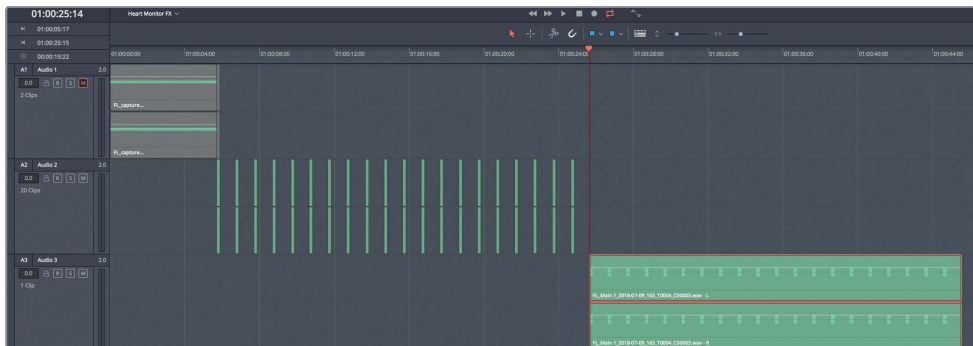 01:00:25:14
Heart Monitor FX
01:00:05:17
01:00:25:15
00:00:19:22
01:00:00:00 01:00:04:00 01:00:08:00 01:00:12:00 01:00:16:00 01:00:20:00 01:00:24:00 01:00:28:00 01:00:32:00 01:00:36:00 01:00:40:00 01:00:44:00
A1 Audio 1 2.0
0.0 R S M
2 Clips
FL_capture...
FL_capture...
A2 Audio 2 2.0
0.0 R S M
20 Clips
A3 Audio 3 2.0
0.0 R S M
1 Clip
FL_Main 1_2018-07-09_163_T0004_C00003.wav - L
FL_Main 1_2018-07-09_163_T0004_C00003.wav - R